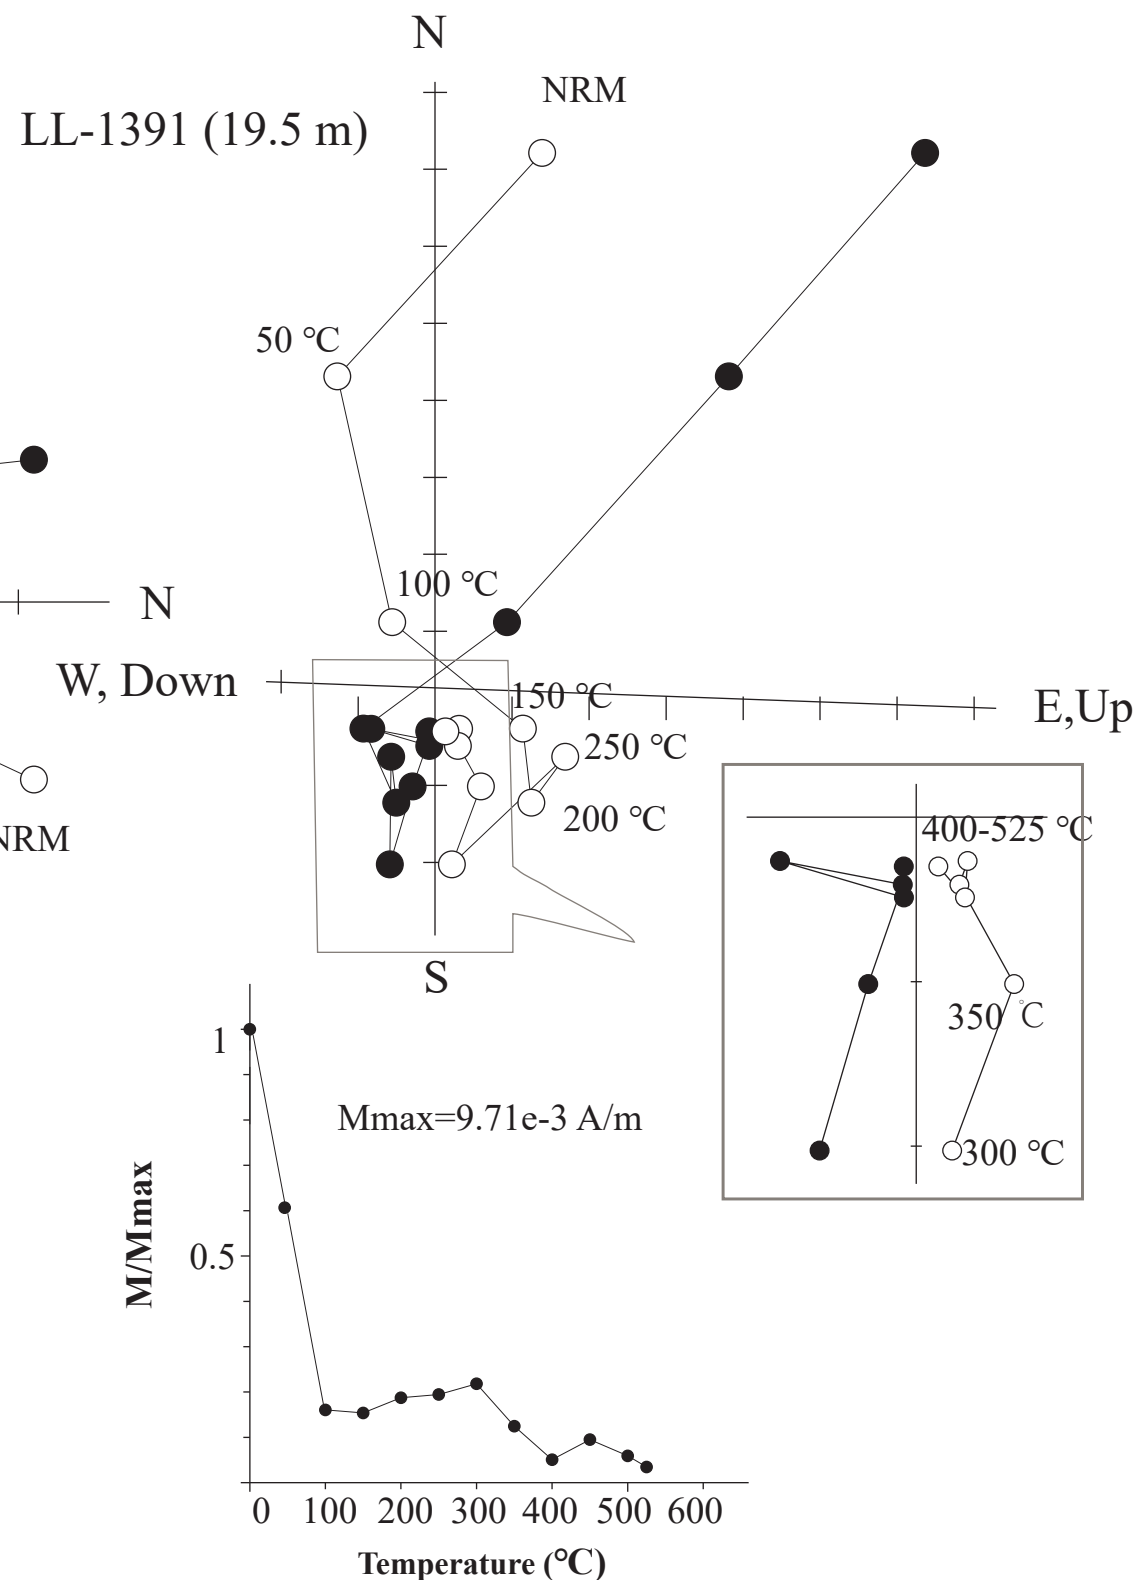 N
NRM
LL-1391 (19.5 m)
50 °C
100 °C
N
W, Down
150 °C
E,Up
250 °C
200 °C
400-525 °C
NRM
S
350 °C
1
Mmax=9.71e-3 A/m
300 °C
M/Mmax
0.5
0 100 200 300 400 500 600
Temperature (°C)